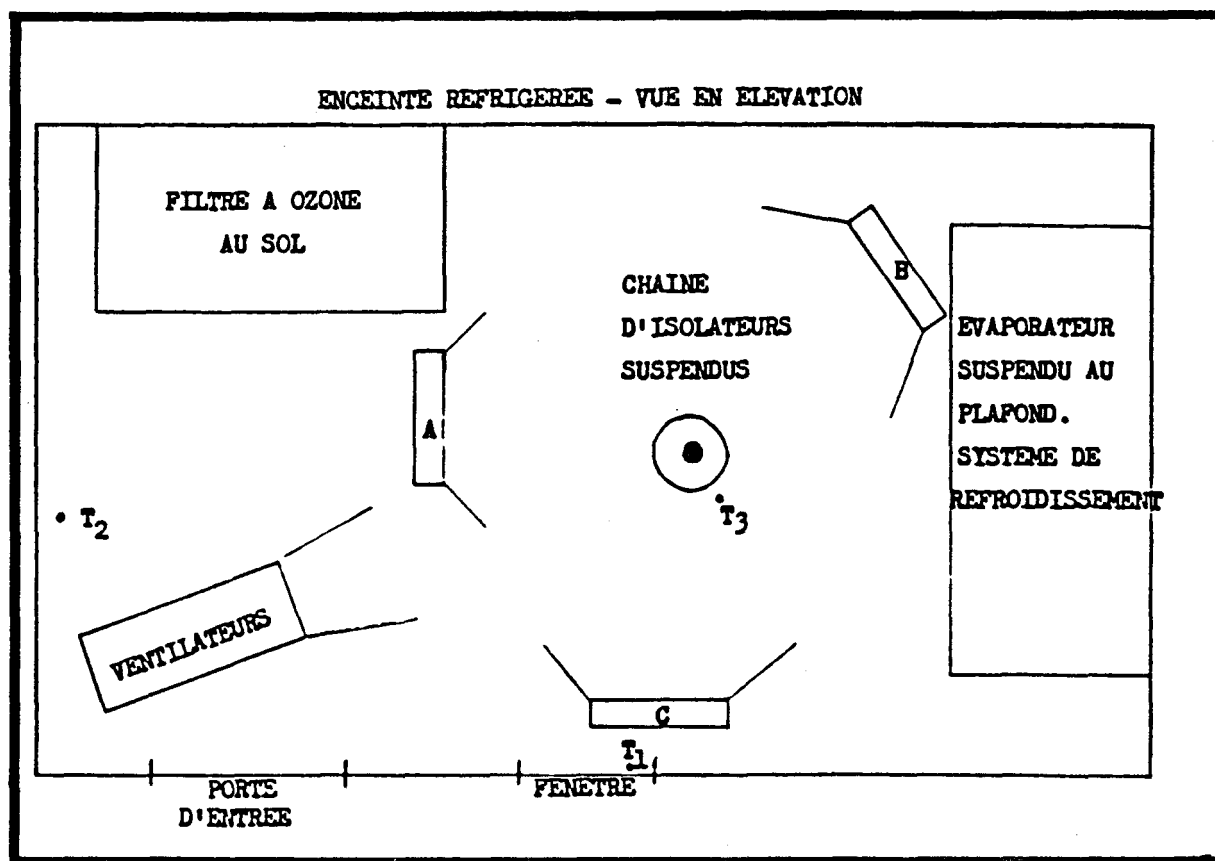 ENCEINTE REFRIGEREE - VUE EN ELEVATION
FILTRE A OZONE
AU SOL
CHAINE
D'ISOLATEURS
SUSPENDUS
B
EVAPORATEUR
SUSPENDU AU
PLAFOND.
SYSTEME DE
REFROIDISSEMENT
A
T2
T3
VENTILATEURS
C
T1
PORTE
D'ENTREE
FENETRE